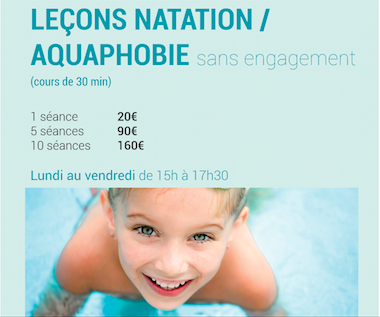 LEÇONS NATATION /
AQUAPHOBIE sans engagement
(cours de 30 min)
1 séance 20€
5 séances 90€
10 séances 160€
Lundi au vendredi de 15h à 17h30